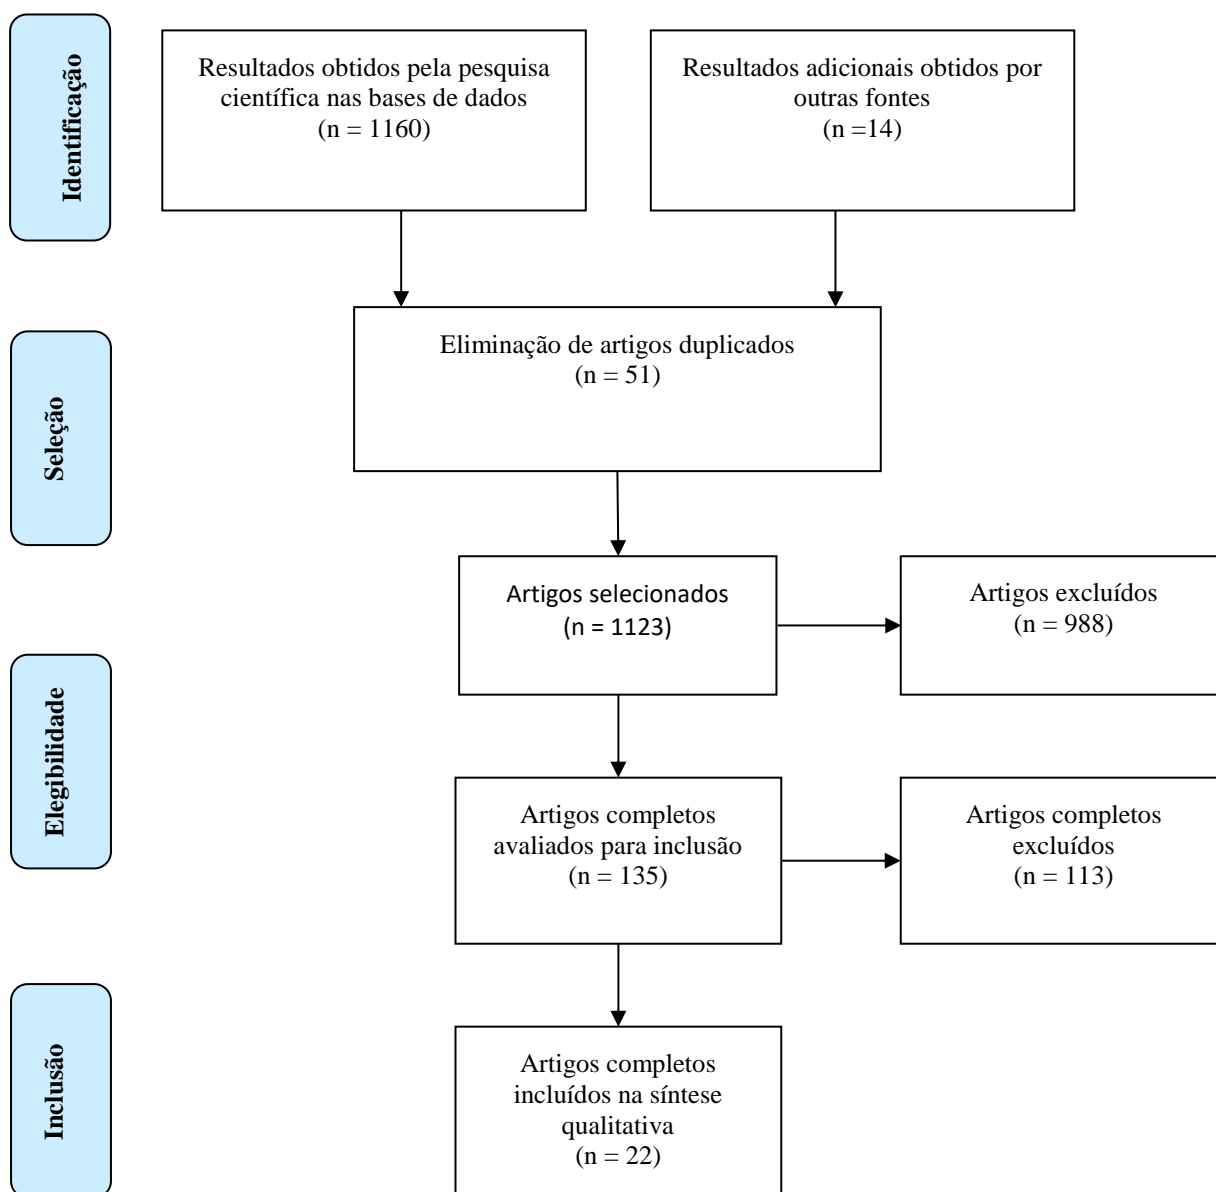 Identificação
Resultados obtidos pela pesquisa
científica nas bases de dados
(n = 1160)
Resultados adicionais obtidos por
outras fontes
(n =14)
Seleção
Eliminação de artigos duplicados
(n = 51)
Artigos selecionados
(n = 1123)
Artigos excluídos
(n = 988)
Elegibilidade
Artigos completos
avaliados para inclusão
(n = 135)
Artigos completos
excluídos
(n = 113)
Inclusão
Artigos completos
incluídos na síntese
qualitativa
(n = 22)